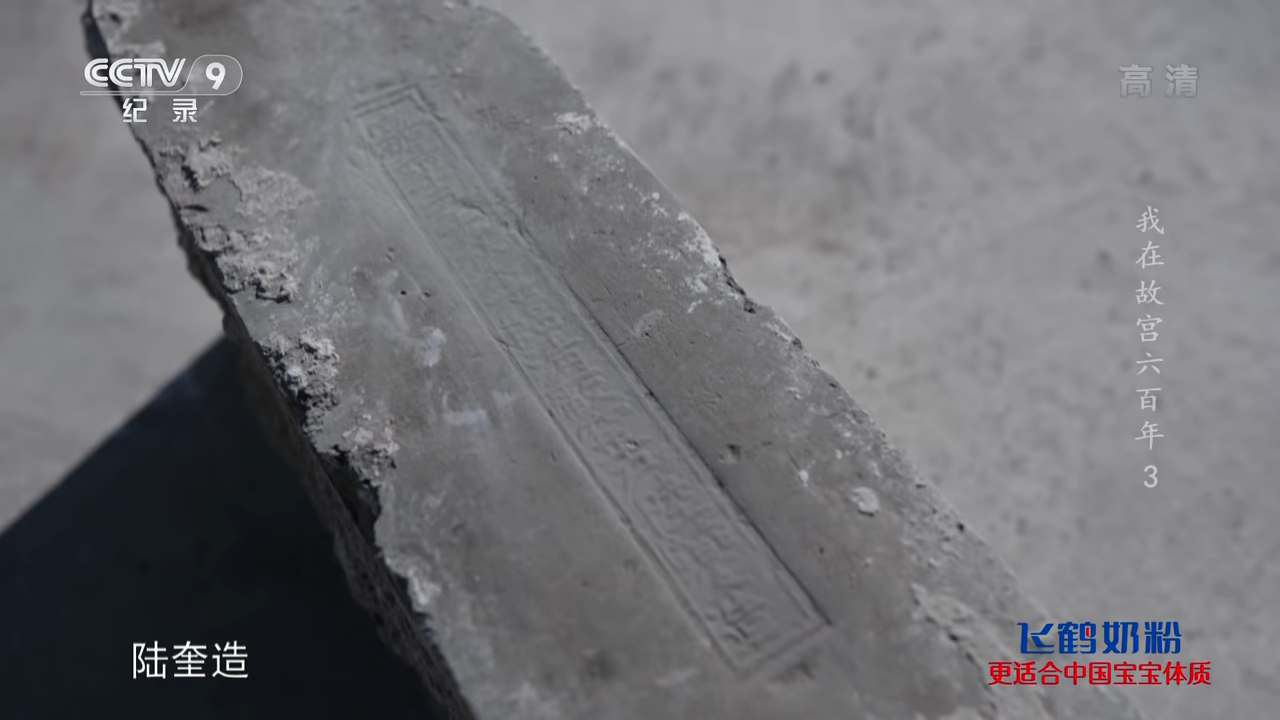 CCTV 9
纪录
高清
我在故宫六百年 3
陆奎造
飞鹤奶粉
更适合中国宝宝体质